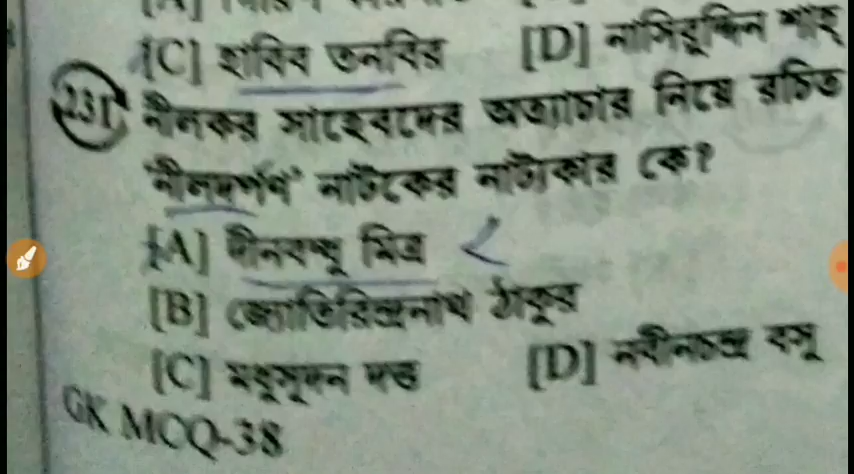 [C] হাবিব তনবির [D] নাসিরুদ্দিন শাহ্
231 নীলকর সাহেবদের অত্যাচার নিয়ে রচিত
'নীলদর্পণ' নাটকের নাট্যকার কে?
[A] দীনবন্ধু মিত্র
[B] জ্যোতিরিন্দ্রনাথ ঠাকুর
[C] মধুসূদন দত্ত [D] নবীনচন্দ্র বসু
GK MCQ-38